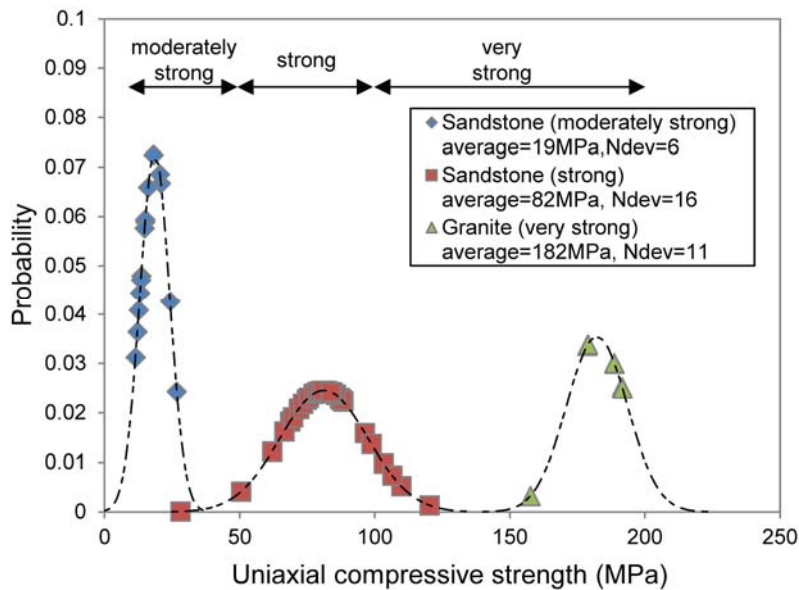 0.1
0.09
0.08
0.07
0.06
0.05
0.04
0.03
0.02
0.01
0
Probability
moderately
strong
strong
very
strong
Sandstone (moderately strong)
average=19MPa,Ndev=6
Sandstone (strong)
average=82MPa, Ndev=16
Granite (very strong)
average=182MPa, Ndev=11
0 50 100 150 200 250
Uniaxial compressive strength (MPa)